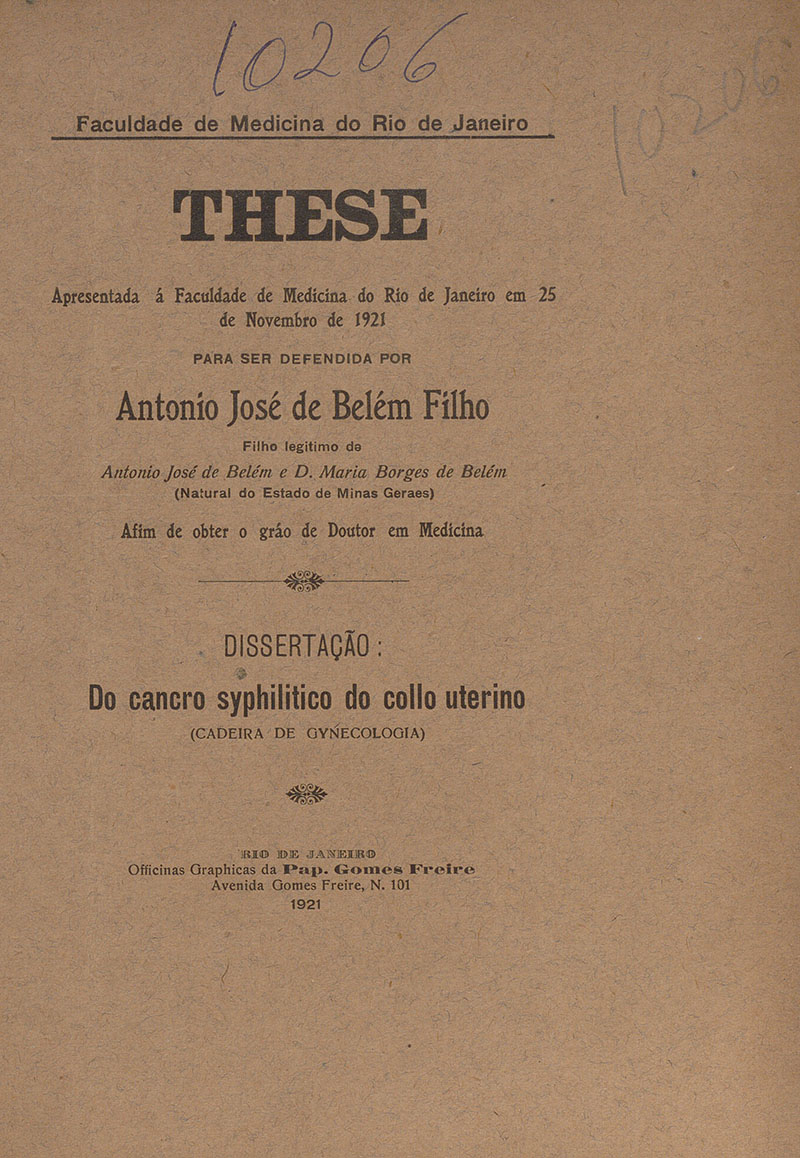 10206
10206
Faculdade de Medicina do Rio de Janeiro
THESE
Apresentada á Faculdade de Medicina do Rio de Janeiro em 25
de Novembro de 1921
PARA SER DEFENDIDA POR
Antonio José de Belém Filho
Filho legitimo de
Antonio José de Belém e D. Maria Borges de Belém
(Natural do Estado de Minas Geraes)
Afim de obter o gráo de Doutor em Medicina
DISSERTAÇÃO:
Do cancro syphilitico do collo uterino
(CADEIRA DE GYNECOLOGIA)
RIO DE JANEIRO
Officinas Graphicas da Pap. Gomes Freire
Avenida Gomes Freire, N. 101
1921